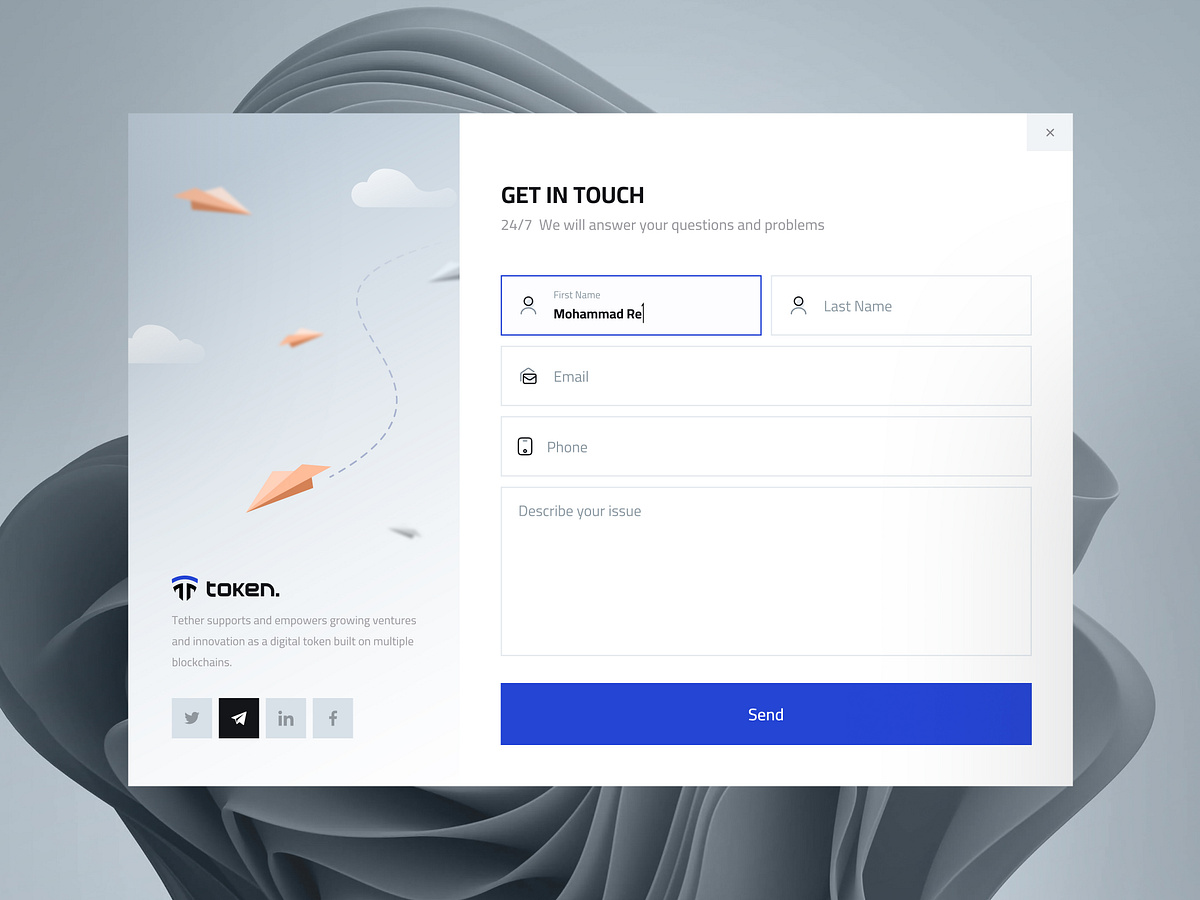 GET IN TOUCH
24/7 We will answer your questions and problems
First Name
Mohammad Re
Last Name
Email
Phone
Describe your issue
Send
token.
Tether supports and empowers growing ventures
and innovation as a digital token built on multiple
blockchains.
in
f